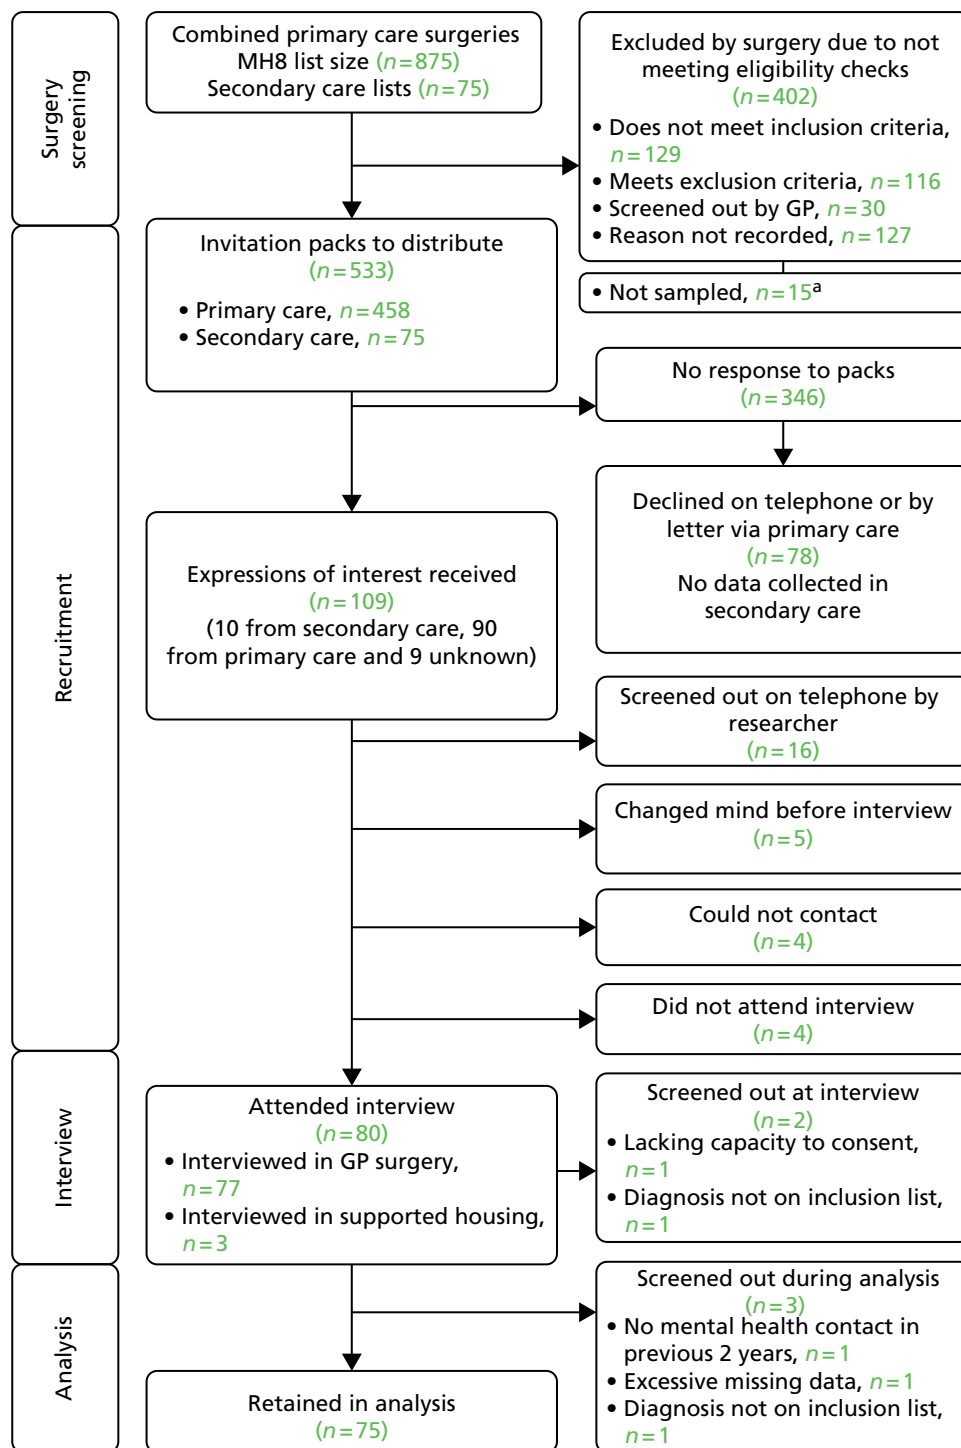 Surgery
screening
Combined primary care surgeries
MH8 list size (n=875)
Secondary care lists (n=75)
Excluded by surgery due to not
meeting eligibility checks
(n=402)
• Does not meet inclusion criteria,
n=129
• Meets exclusion criteria, n=116
• Screened out by GP, n=30
• Reason not recorded, n=127
• Not sampled, n=15a
Recruitment
Invitation packs to distribute
(n=533)
• Primary care, n=458
• Secondary care, n=75
No response to packs
(n=346)
Declined on telephone or by
letter via primary care
(n=78)
No data collected in
secondary care
Expressions of interest received
(n=109)
(10 from secondary care, 90
from primary care and 9 unknown)
Screened out on telephone by
researcher
(n=16)
Changed mind before interview
(n=5)
Could not contact
(n=4)
Did not attend interview
(n=4)
Interview
Attended interview
(n=80)
• Interviewed in GP surgery,
n=77
• Interviewed in supported housing,
n=3
Screened out at interview
(n=2)
• Lacking capacity to consent,
n=1
• Diagnosis not on inclusion list,
n=1
Analysis
Screened out during analysis
(n=3)
• No mental health contact in
previous 2 years, n=1
• Excessive missing data, n=1
• Diagnosis not on inclusion list,
n=1
Retained in analysis
(n=75)